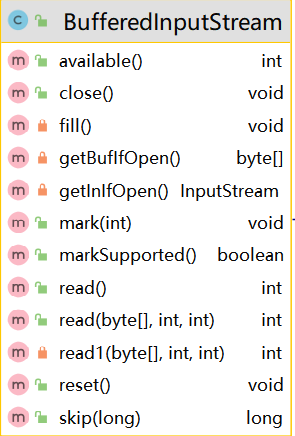 BufferedInputStream
available() int
close() void
fill() void
getBufIfOpen() byte[]
getInIfOpen() InputStream
mark(int) void
markSupported() boolean
read() int
read(byte[], int, int) int
read1(byte[], int, int) int
reset() void
skip(long) long